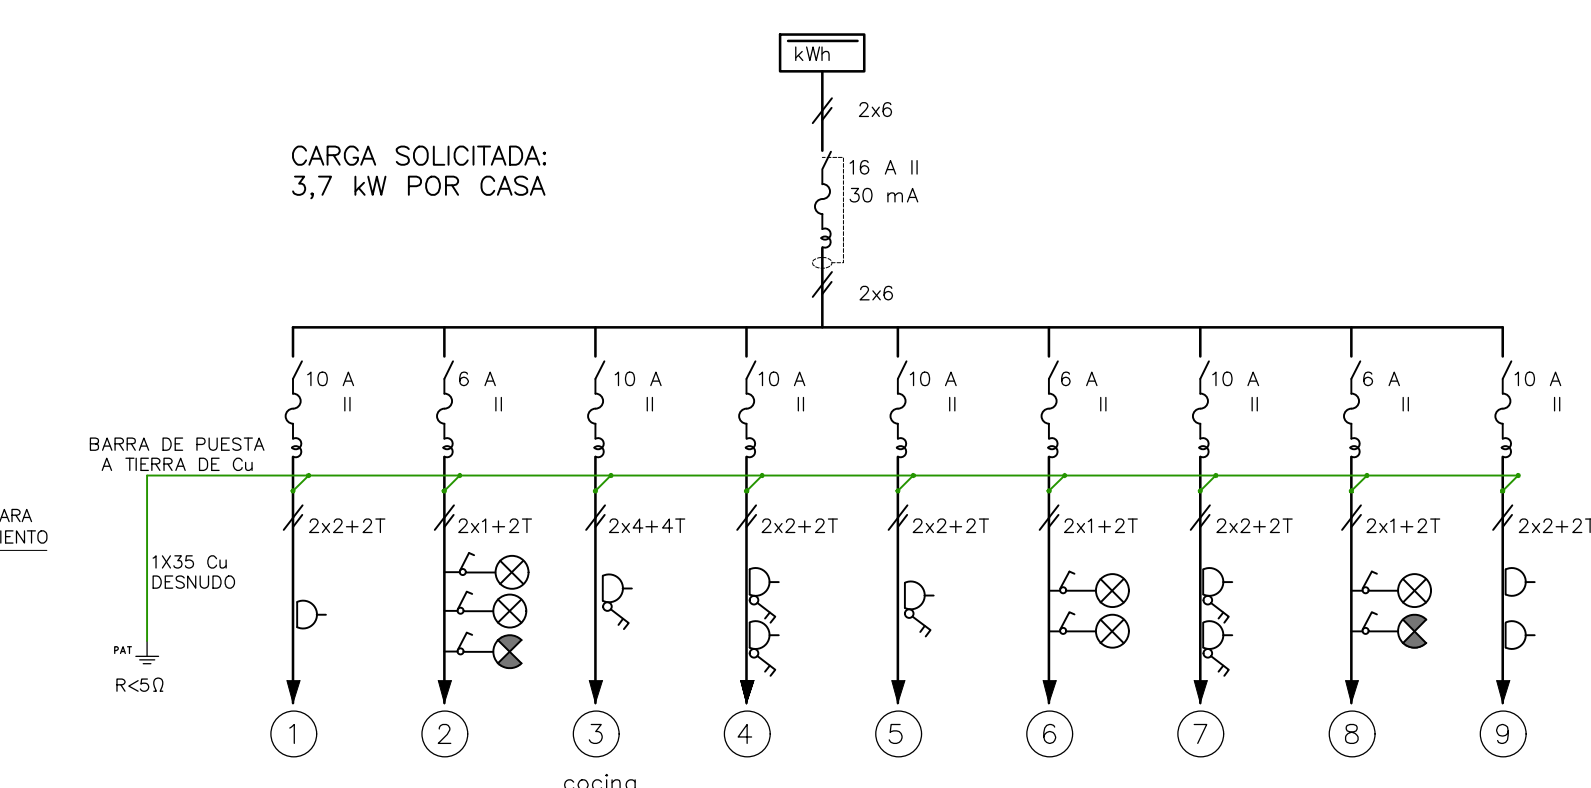 kWh
2x6
CARGA SOLICITADA:
3,7 kW POR CASA
16 A II
30 mA
2x6
10 A
II
6 A
II
10 A
II
10 A
II
10 A
II
6 A
II
10 A
II
6 A
II
10 A
II
BARRA DE PUESTA
A TIERRA DE Cu
ARA
IENTO
2x2+2T
2x1+2T
2x4+4T
2x2+2T
2x2+2T
2x1+2T
2x2+2T
2x1+2T
2x2+2T
1X35 Cu
DESNUDO
PAT
R<5Ω
1
2
3
4
5
6
7
8
9
cocina